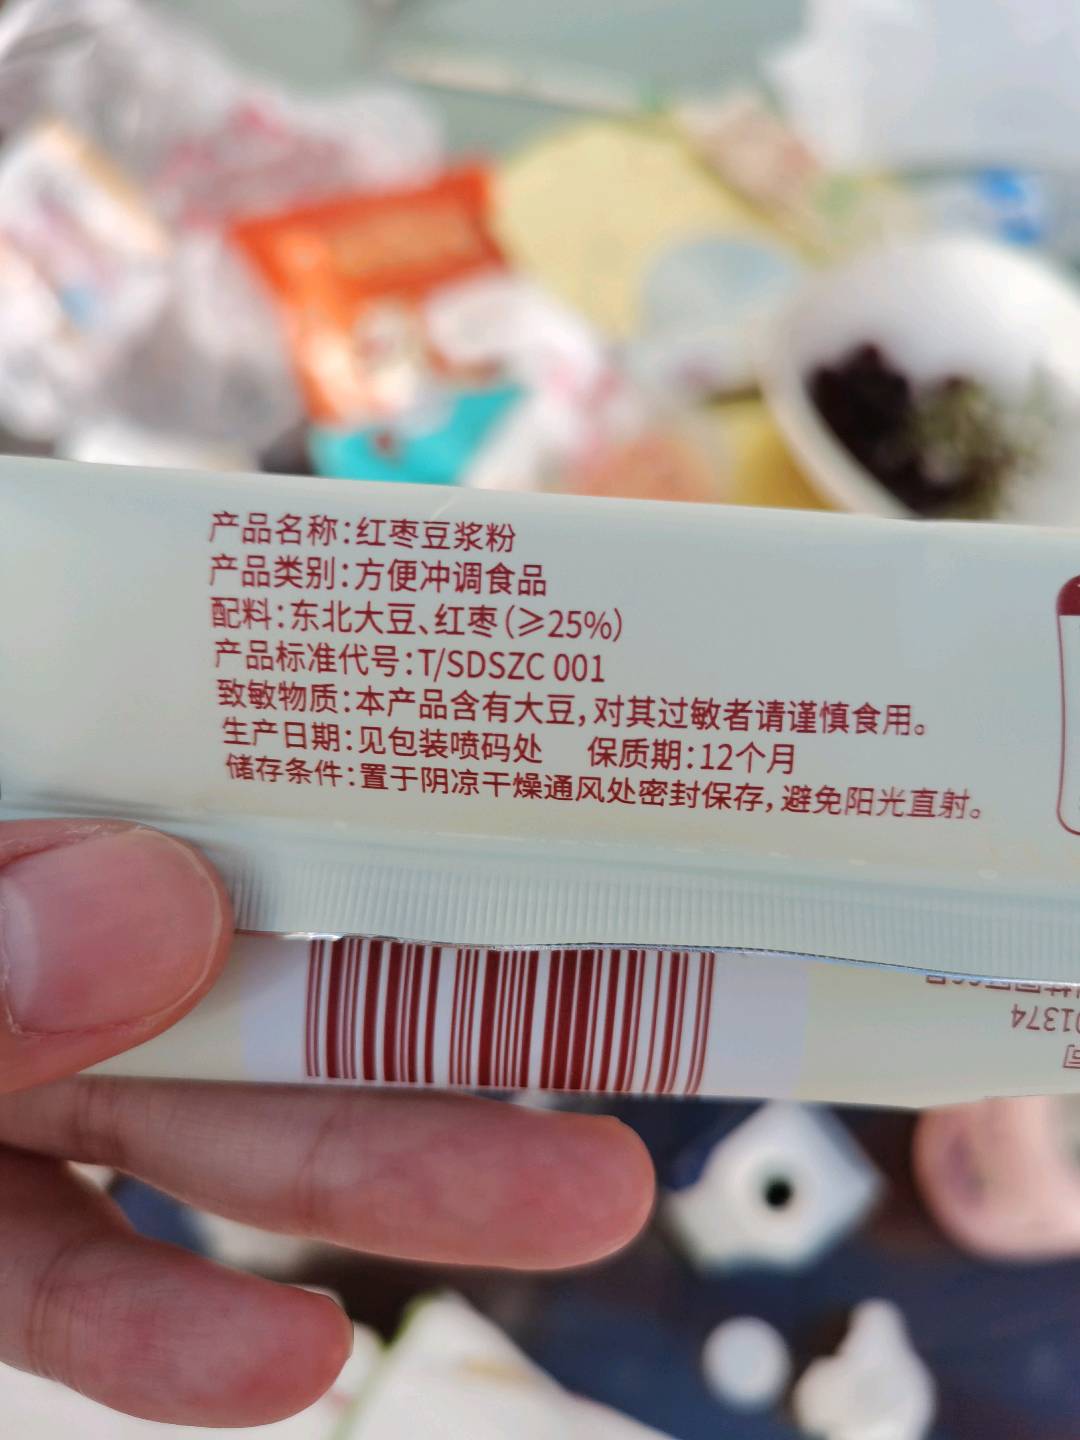 产品名称：红枣豆浆粉
产品类别：方便冲调食品
配料：东北大豆、红枣（≥25%）
产品标准代号：T/SDSZC 001
致敏物质：本产品含有大豆，对其过敏者请谨慎食用。
生产日期：见包装喷码处 保质期：12个月
储存条件：置于阴凉干燥通风处密封保存，避免阳光直射。
01374